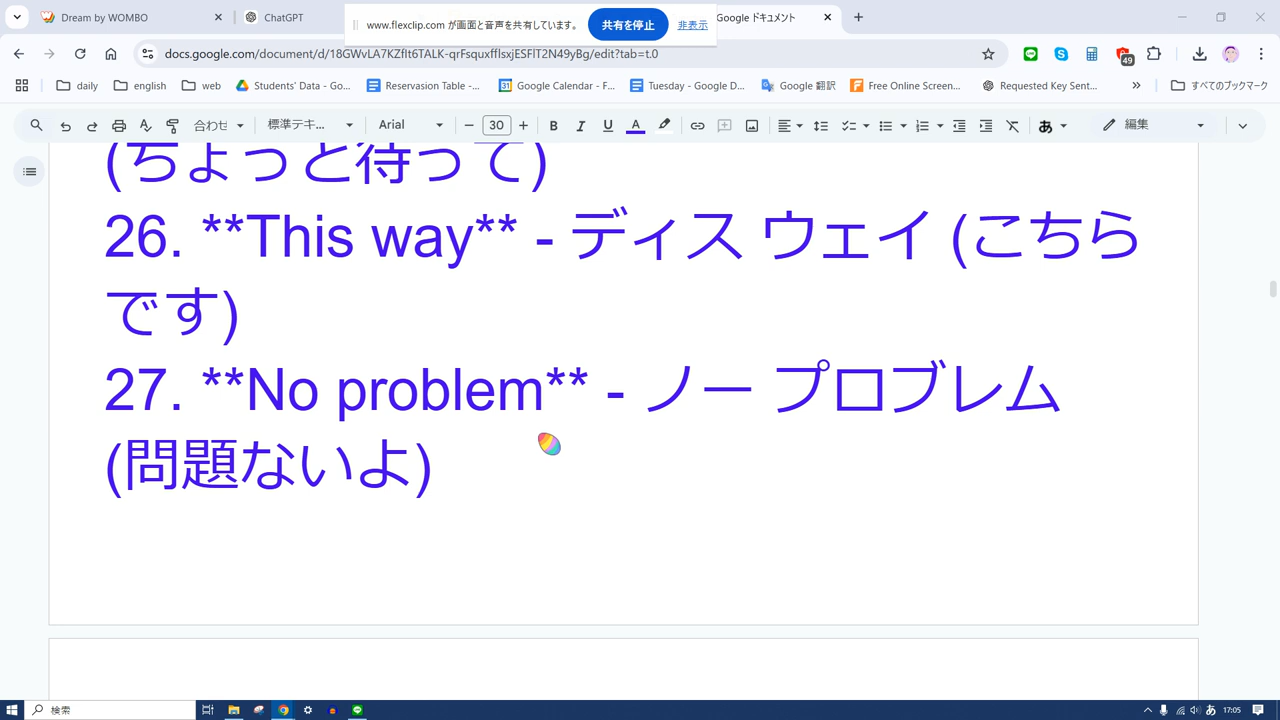 Dream by WOMBO
ChatGPT
www.flexclip.com が画面と音声を共有しています。
共有を停止
非表示
Google ドキュメント
docs.google.com/document/d/18GWvLA7KZflt6TALK-qrFsquxfflsxjESFlT2N49yBg/edit?tab=t.0
49
daily
english
web
Students' Data - Go...
Reservasion Table -...
Google Calendar - F...
Tuesday - Google D...
Google 翻訳
Free Online Screen...
Requested Key Sent...
すべてのブックマーク
合わせ
標準テキ...
Arial
30
B
I
U
A
あ
編集
(ちょっと待って)
26. **This way** - ディス ウェイ (こちら
です)
27. **No problem** - ノー プロブレム
(問題ないよ)
検索
あ
17:05